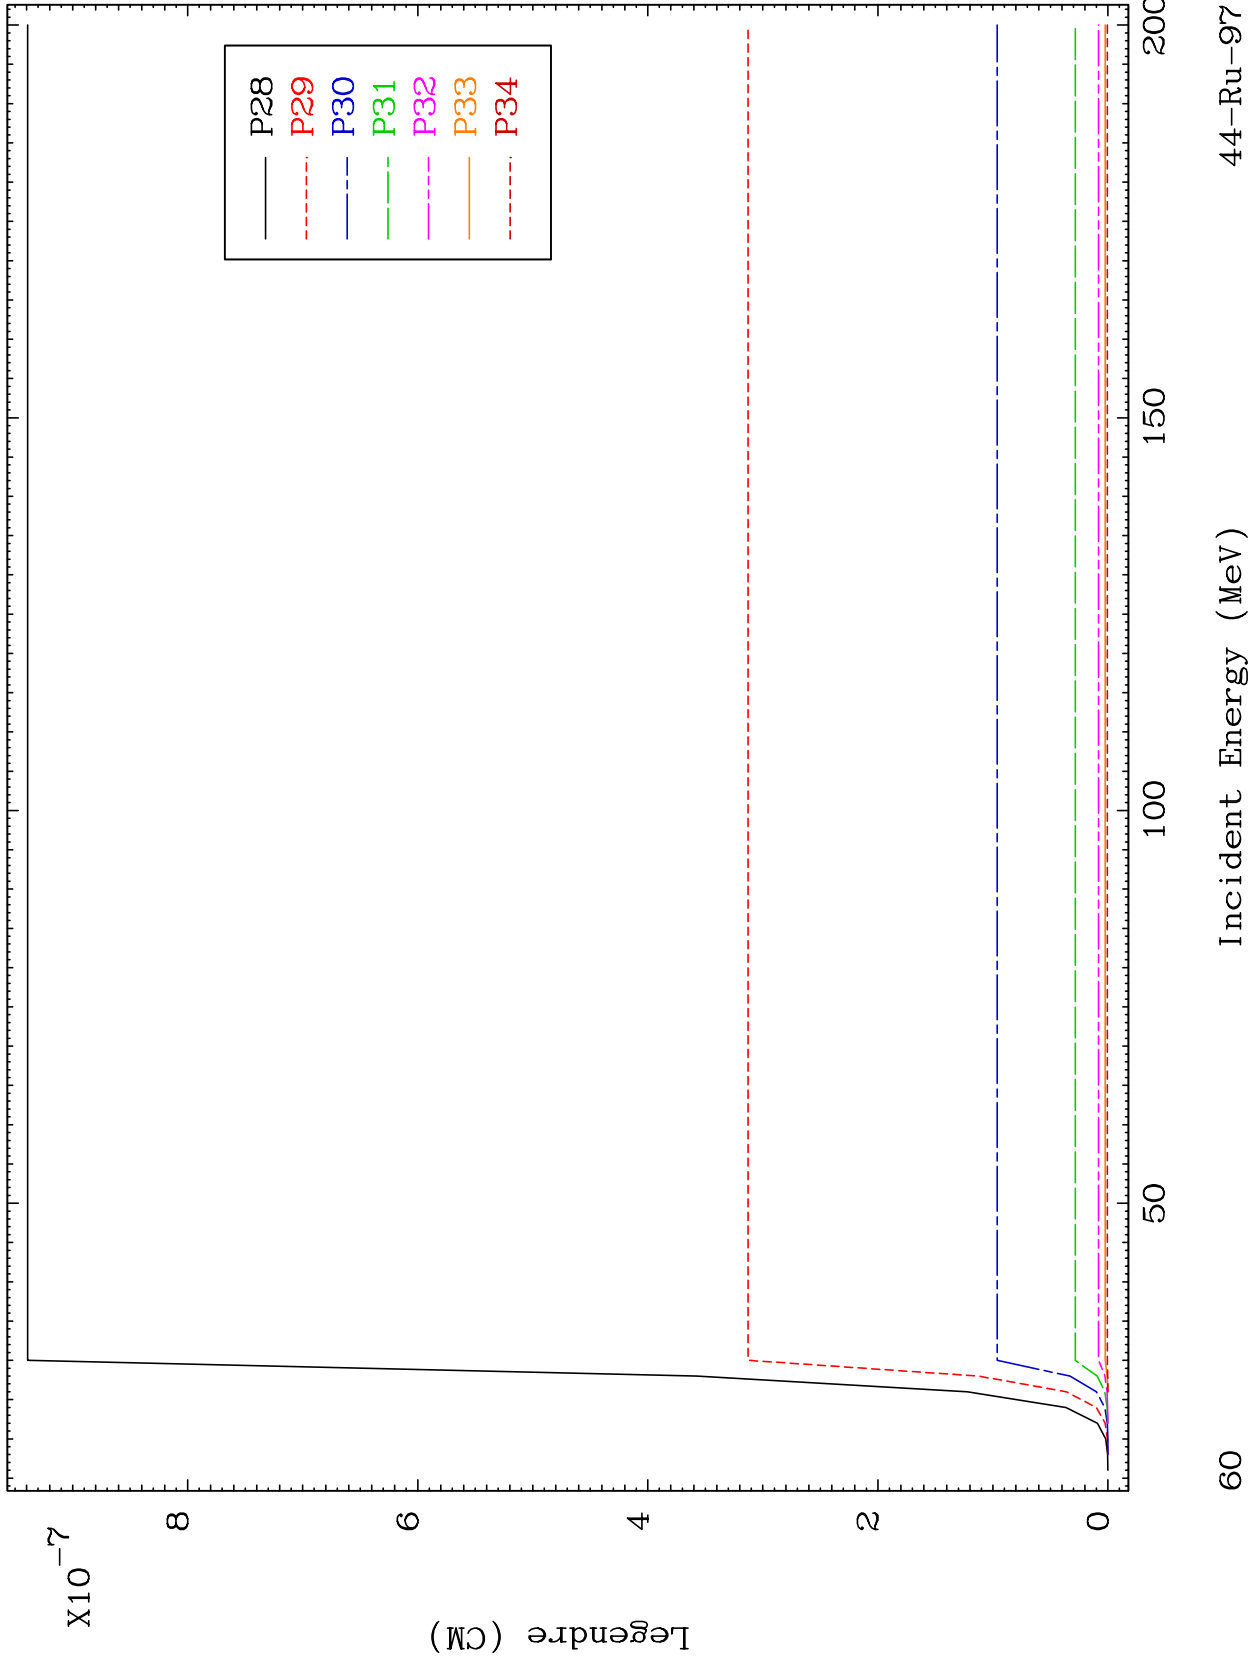 X10-7
8
6
4
2
0
Legendre (CM)
P28
P29
P30
P31
P32
P33
P34
50
100
150
200
Incident Energy (MeV)
60
44-Ru-97